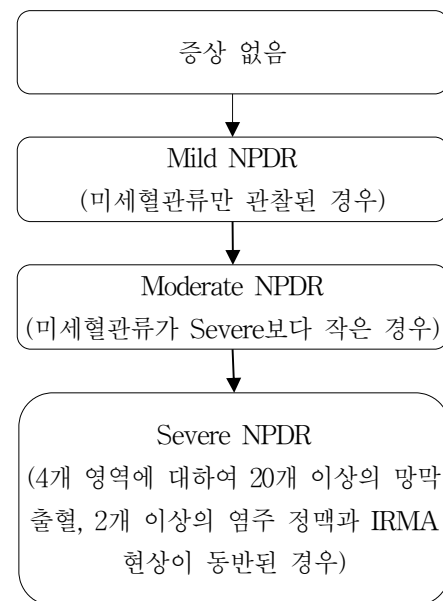 증상 없음
Mild NPDR
(미세혈관류만 관찰된 경우)
Moderate NPDR
(미세혈관류가 Severe보다 작은 경우)
Severe NPDR
(4개 영역에 대하여 20개 이상의 망막
출혈, 2개 이상의 염주 정맥과 IRMA
현상이 동반된 경우)